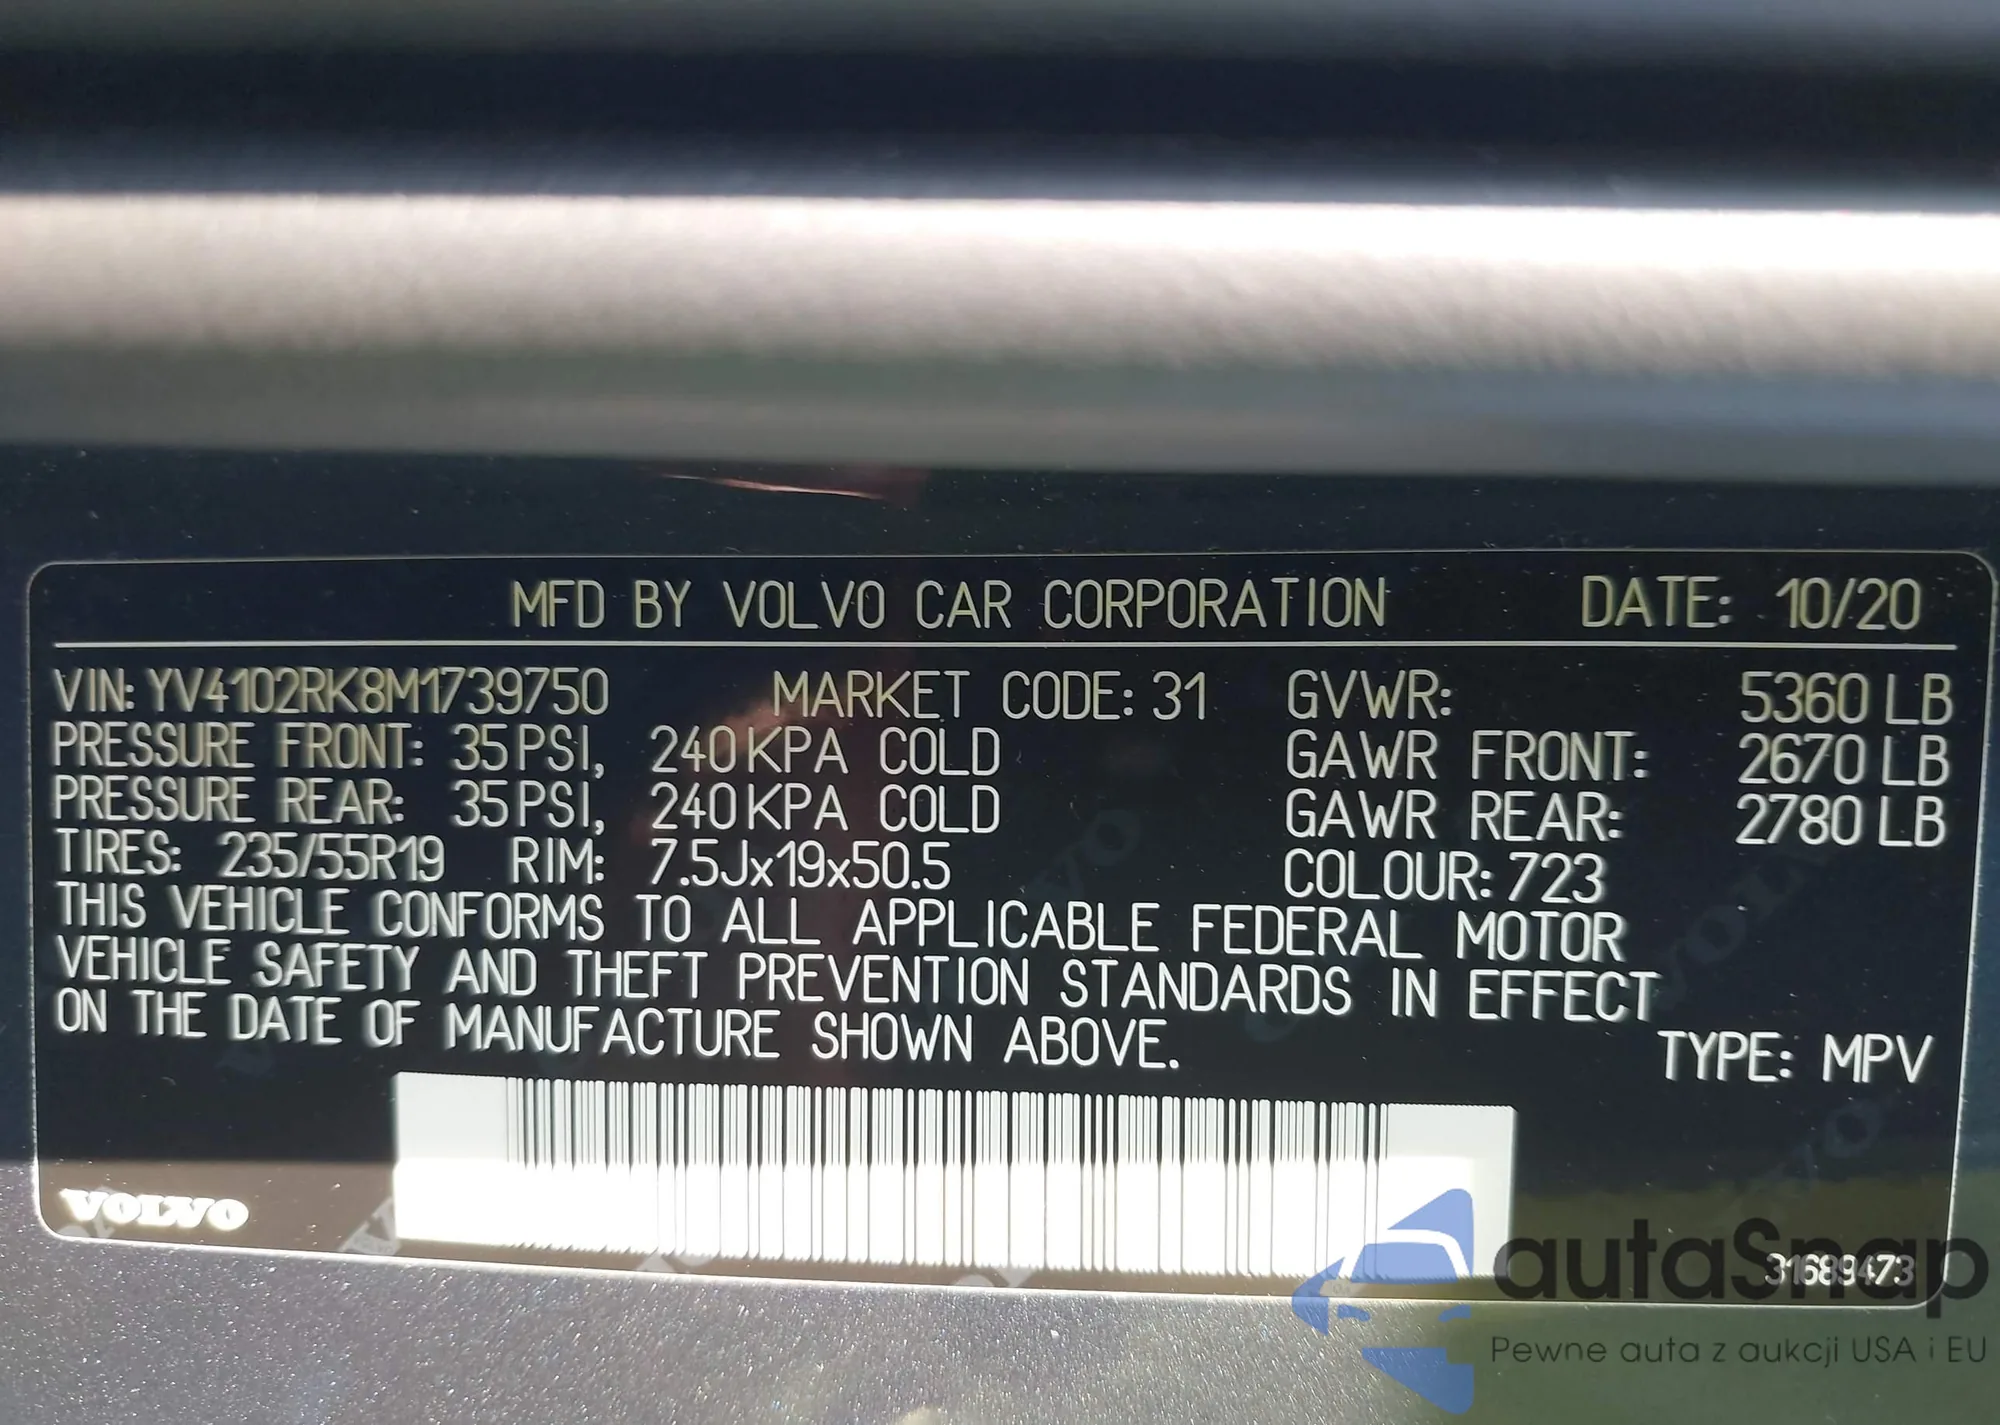 MFD BY VOLVO CAR CORPORATION DATE: 10/20
VIN: YV4102RK8M1739750 MARKET CODE: 31 GVWR: 5360 LB
PRESSURE FRONT: 35 PSI, 240 KPA COLD GAWR FRONT: 2670 LB
PRESSURE REAR: 35 PSI, 240 KPA COLD GAWR REAR: 2780 LB
TIRES: 235/55R19 RIM: 7.5Jx19x50.5 COLOUR: 723
THIS VEHICLE CONFORMS TO ALL APPLICABLE FEDERAL MOTOR
VEHICLE SAFETY AND THEFT PREVENTION STANDARDS IN EFFECT
ON THE DATE OF MANUFACTURE SHOWN ABOVE.
TYPE: MPV
VOLVO
31689473
autaSnap
Pewne auta z aukcji USA i EU